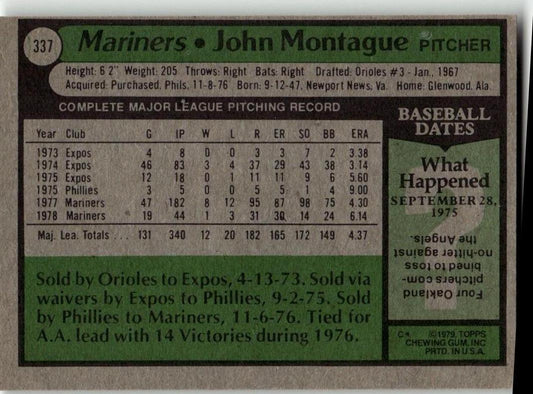 337
Mariners • John Montague PITCHER
Height: 6'2" Weight: 205 Throws: Right Bats: Right Drafted: Orioles #3 - Jan., 1967
Acquired: Purchased, Phils, 11-8-76 Born: 9-12-47, Newport News, Va. Home: Glenwood, Ala.
COMPLETE MAJOR LEAGUE PITCHING RECORD
Year Club G IP W L R ER SO BB ERA
1973 Expos 4 8 0 0 3 3 7 2 3.38
1974 Expos 46 83 3 4 37 29 43 38 3.14
1975 Expos 12 18 0 1 11 11 9 6 5.60
1975 Phillies 3 5 0 0 5 5 1 4 9.00
1977 Mariners 47 182 8 12 95 87 98 75 4.30
1978 Mariners 19 44 1 3 31 30 14 24 6.14
Maj. Lea. Totals . . . 131 340 12 20 182 165 172 149 4.37
Sold by Orioles to Expos, 4-13-73. Sold via
waivers by Expos to Phillies, 9-2-75. Sold
by Phillies to Mariners, 11-6-76. Tied for
A.A. lead with 14 Victories during 1976.
BASEBALL
DATES
What
Happened
SEPTEMBER 28,
1975
Four Oakland
pitchers com-
bined to toss
no-hitter against
the Angels.
C* ©1979, TOPPS
CHEWING GUM, INC
PRTD. IN U.S.A.